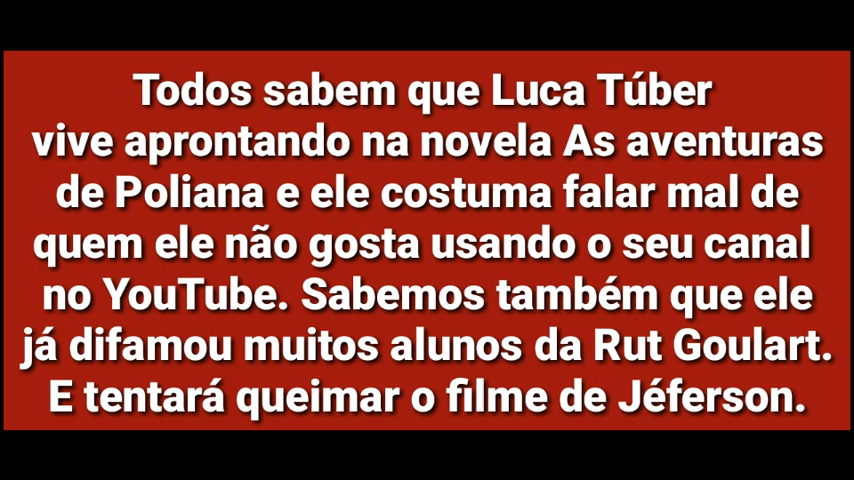 Todos sabem que Luca Túber
vive aprontando na novela As aventuras
de Poliana e ele costuma falar mal de
quem ele não gosta usando o seu canal
no YouTube. Sabemos também que ele
já difamou muitos alunos da Rut Goulart.
E tentará queimar o filme de Jéferson.